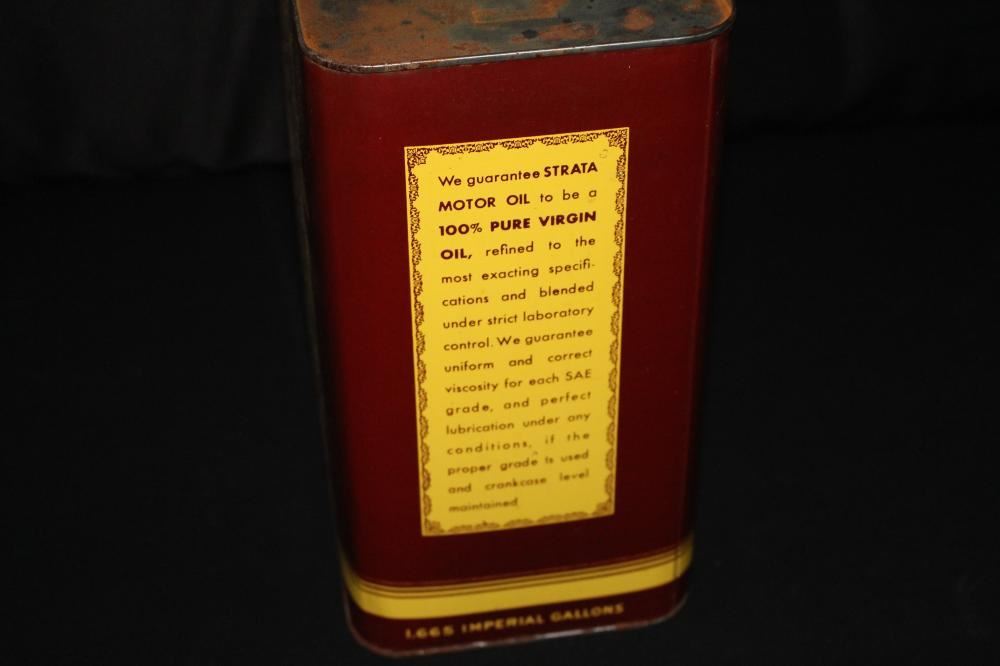 We guarantee STRATA
MOTOR OIL to be a
100% PURE VIRGIN
OIL, refined to the
most exacting specifi-
cations and blended
under strict laboratory
control. We guarantee
uniform and correct
viscosity for each SAE
grade, and perfect
lubrication under any
conditions, if the
proper grade is used
and crankcase level
maintained
1.665 IMPERIAL GALLONS